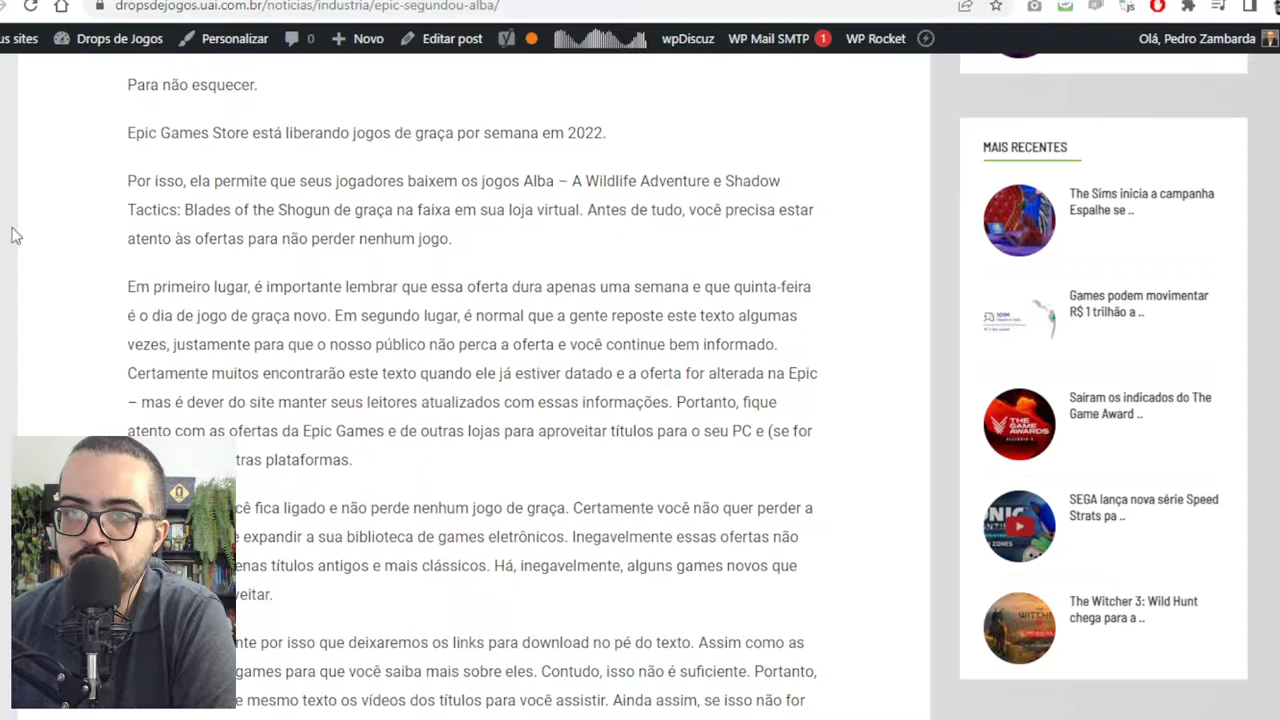 dropsdejogos.uai.com.br/noticias/industria/epic-segundou-alba/
us sites Drops de Jogos Personalizar 0 Novo Editar post wpDiscuz WP Mail SMTP 1 WP Rocket Olá, Pedro Zambarda
Para não esquecer.
Epic Games Store está liberando jogos de graça por semana em 2022.
Por isso, ela permite que seus jogadores baixem os jogos Alba – A Wildlife Adventure e Shadow
Tactics: Blades of the Shogun de graça na faixa em sua loja virtual. Antes de tudo, você precisa estar
atento às ofertas para não perder nenhum jogo.
Em primeiro lugar, é importante lembrar que essa oferta dura apenas uma semana e que quinta-feira
é o dia de jogo de graça novo. Em segundo lugar, é normal que a gente reposte este texto algumas
vezes, justamente para que o nosso público não perca a oferta e você continue bem informado.
Certamente muitos encontrarão este texto quando ele já estiver datado e a oferta for alterada na Epic
– mas é dever do site manter seus leitores atualizados com essas informações. Portanto, fique
atento com as ofertas da Epic Games e de outras lojas para aproveitar títulos para o seu PC e (se for
tras plataformas.
cê fica ligado e não perde nenhum jogo de graça. Certamente você não quer perder a
e expandir a sua biblioteca de games eletrônicos. Inegavelmente essas ofertas não
enas títulos antigos e mais clássicos. Há, inegavelmente, alguns games novos que
veitar.
nte por isso que deixaremos os links para download no pé do texto. Assim como as
games para que você saiba mais sobre eles. Contudo, isso não é suficiente. Portanto,
e mesmo texto os vídeos dos títulos para você assistir. Ainda assim, se isso não for
MAIS RECENTES
The Sims inicia a campanha
Espalhe se ..
Games podem movimentar
R$ 1 trilhão a ..
Saíram os indicados do The
Game Award ..
THE GAME AWARDS
SEGA lança nova série Speed
Strats pa ..
The Witcher 3: Wild Hunt
chega para a ..